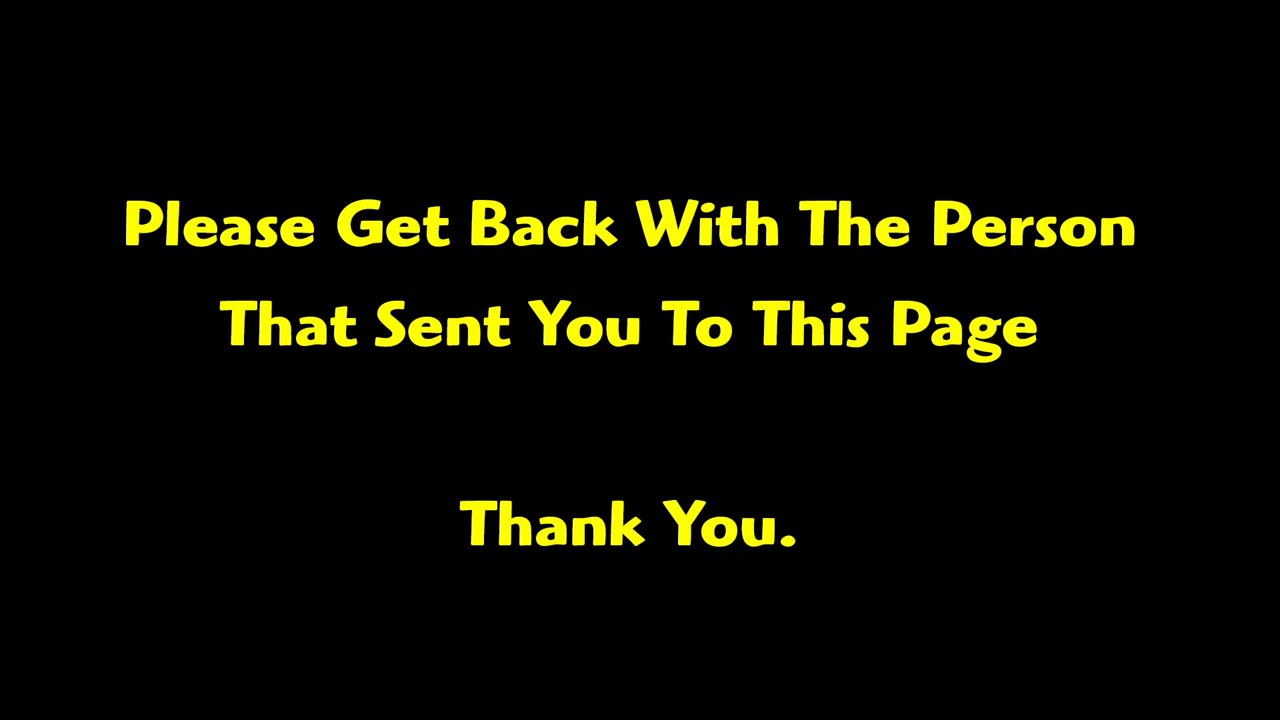 Please Get Back With The Person
That Sent You To This Page
Thank You.